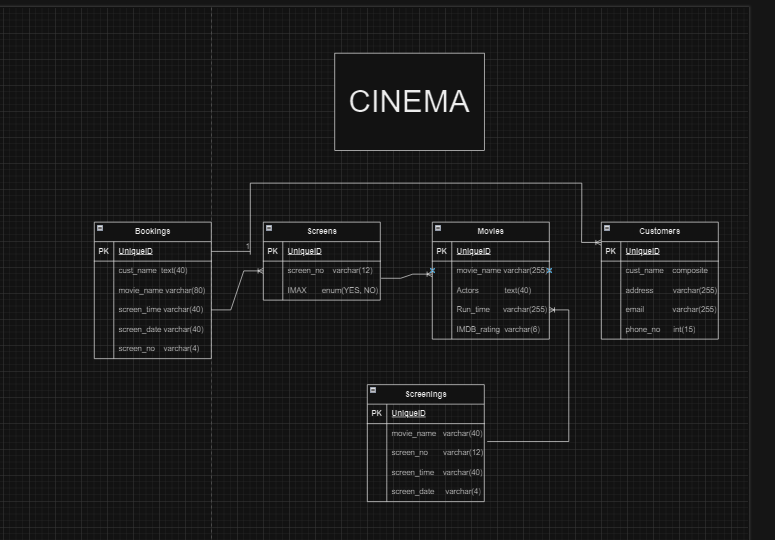 CINEMA
Bookings
PK UniqueID
cust_name text(40)
movie_name varchar(80)
screen_time varchar(40)
screen_date varchar(40)
screen_no varchar(4)
1
Screens
PK UniqueID
screen_no varchar(12)
IMAX enum(YES, NO)
Movies
PK UniqueID
movie_name varchar(255)
Actors text(40)
Run_time varchar(255)
IMDB_rating varchar(6)
Customers
PK UniqueID
cust_name composite
address varchar(255)
email varchar(255)
phone_no int(15)
Screenings
PK UniqueID
movie_name varchar(40)
screen_no varchar(12)
screen_time varchar(40)
screen_date varchar(4)